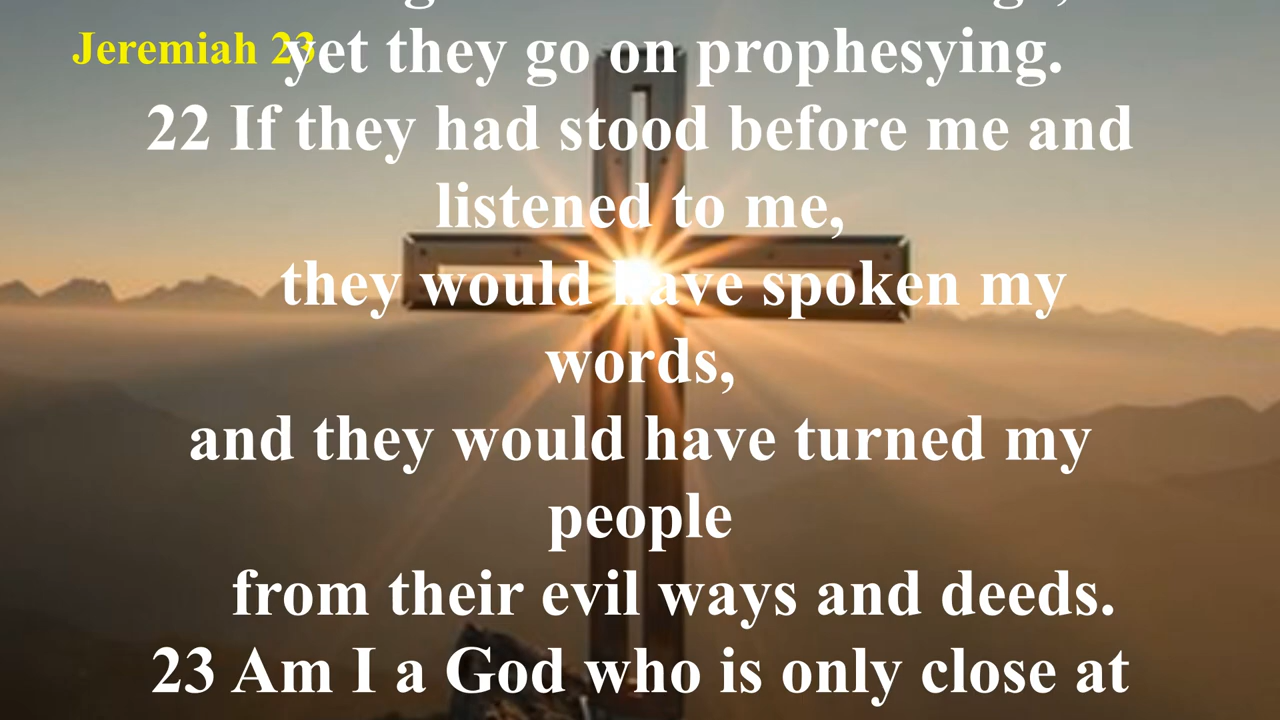 Jeremiah 23
yet they go on prophesying.
22 If they had stood before me and
listened to me,
they would have spoken my
words,
and they would have turned my
people
from their evil ways and deeds.
23 Am I a God who is only close at